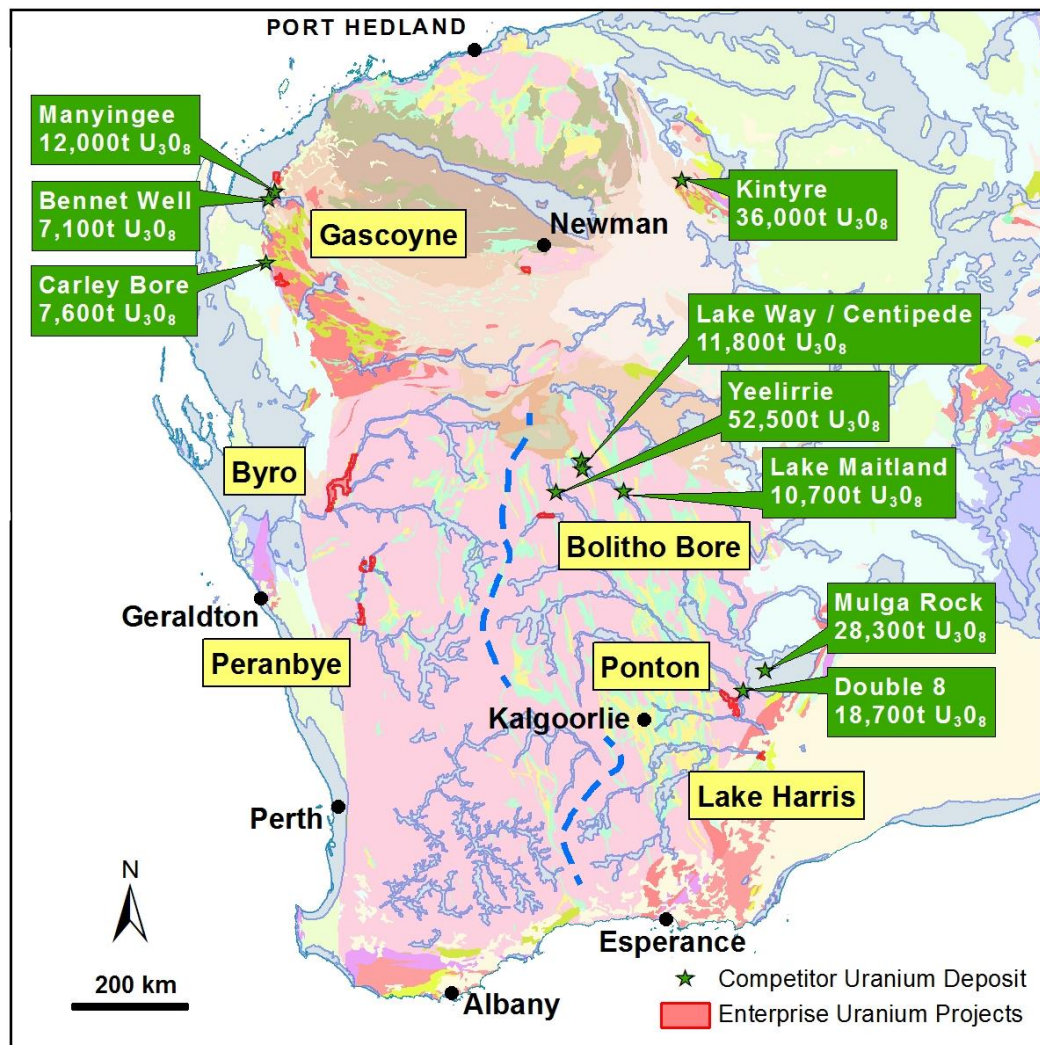 PORT HEDLAND
Manyingee
12,000t U₃0₈
Bennet Well
7,100t U₃0₈
Carley Bore
7,600t U₃0₈
Gascoyne
Newman
Kintyre
36,000t U₃0₈
Lake Way / Centipede
11,800t U₃0₈
Yeelirrie
52,500t U₃0₈
Lake Maitland
10,700t U₃0₈
Byro
Bolitho Bore
Geraldton
Peranbye
Mulga Rock
28,300t U₃0₈
Double 8
18,700t U₃0₈
Ponton
Kalgoorlie
Lake Harris
Perth
N
200 km
Esperance
Albany
Competitor Uranium Deposit
Enterprise Uranium Projects